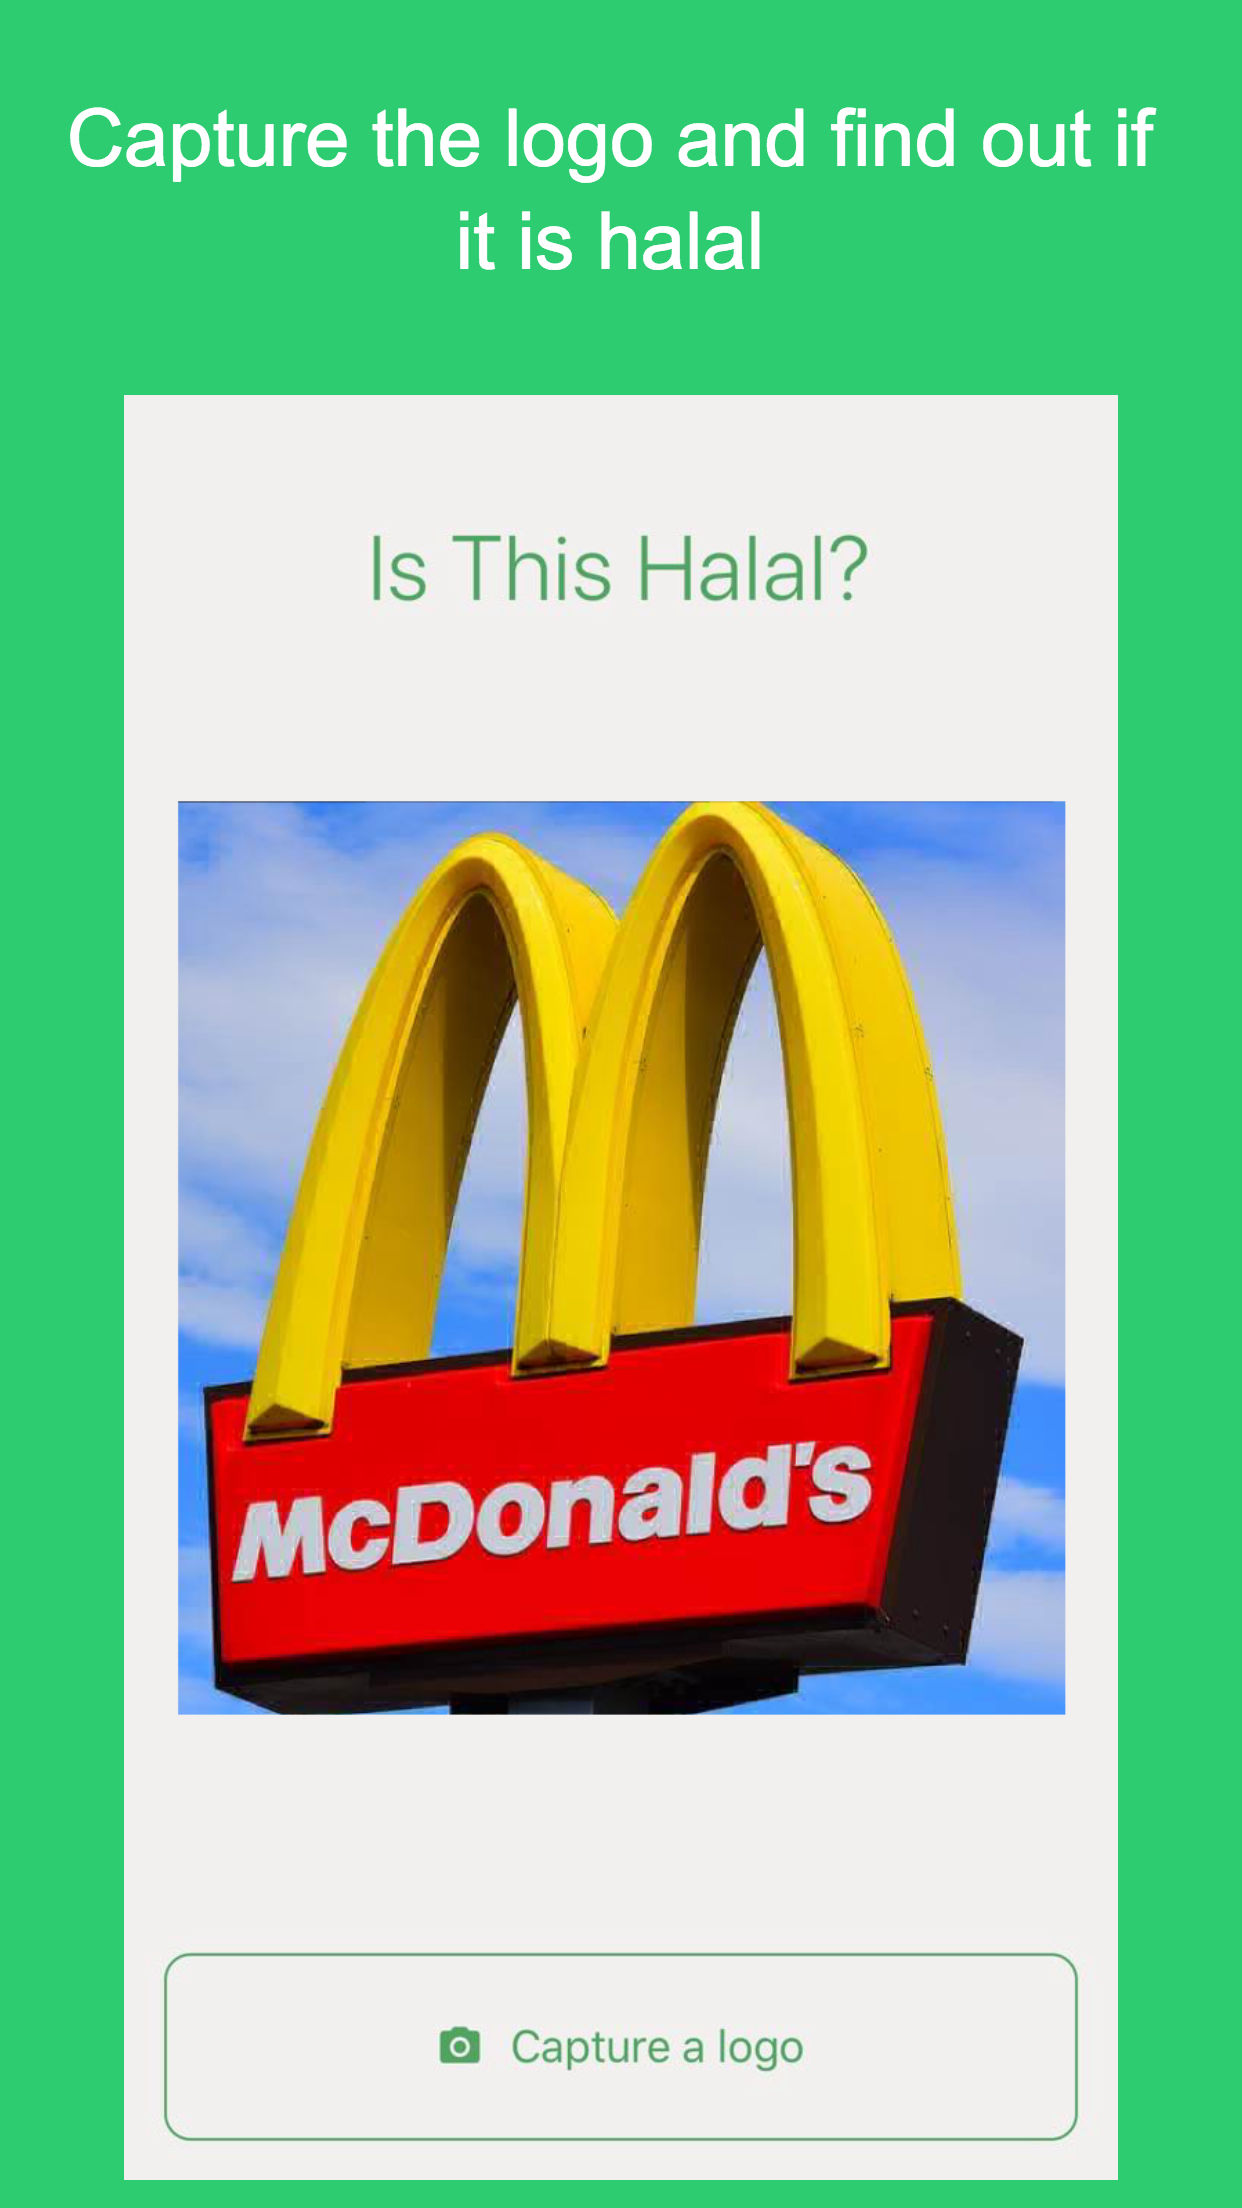 Capture the logo and find out if
it is halal
Is This Halal?
McDonald's
Capture a logo